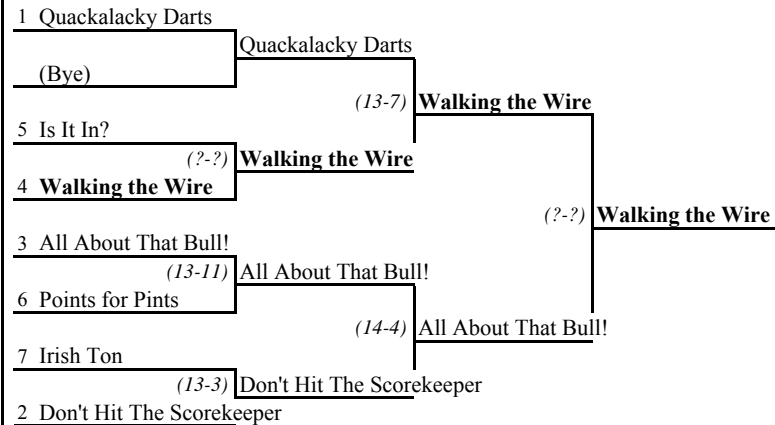 1 Quackalacky Darts
Quackalacky Darts
(Bye)
(13-7) Walking the Wire
5 Is It In?
(?-?) Walking the Wire
4 Walking the Wire
(?-?) Walking the Wire
3 All About That Bull!
(13-11) All About That Bull!
6 Points for Pints
(14-4) All About That Bull!
7 Irish Ton
(13-3) Don't Hit The Scorekeeper
2 Don't Hit The Scorekeeper